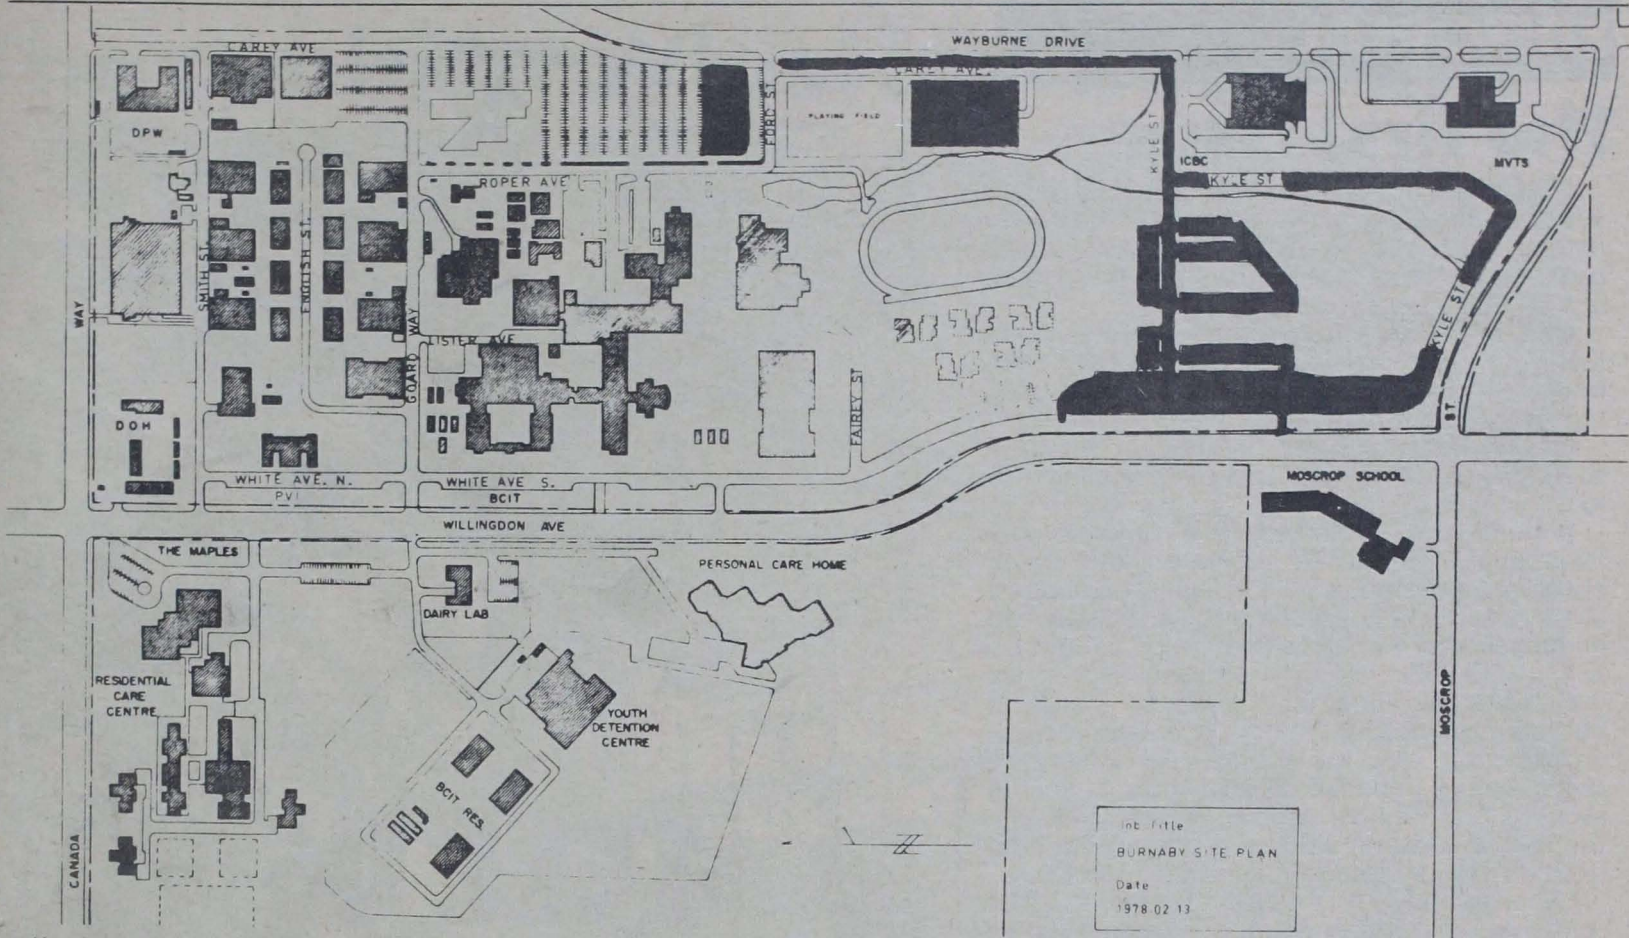 WAYBURNE DRIVE
CAREY AVE
CAREY AVE.
FORD ST
PLAYING FIELD
KYLE ST
DPW
ICBC
MVTS
KYLE ST
ROPER AVE
SMITH ST.
ENGLISH ST.
WAY
GOARD WAY
LISTER AVE
KYLE ST
FAIREY ST
ST
DOH
WHITE AVE. N.
PVI
WHITE AVE S.
BCIT
MOSCROP SCHOOL
WILLINGDON AVE
THE MAPLES
PERSONAL CARE HOME
DAIRY LAB
RESIDENTIAL
CARE
CENTRE
YOUTH
DETENTION
CENTRE
MOSCROP
BCIT RES.
CANADA
Job Title
BURNABY SITE PLAN
Date
1978 02 13